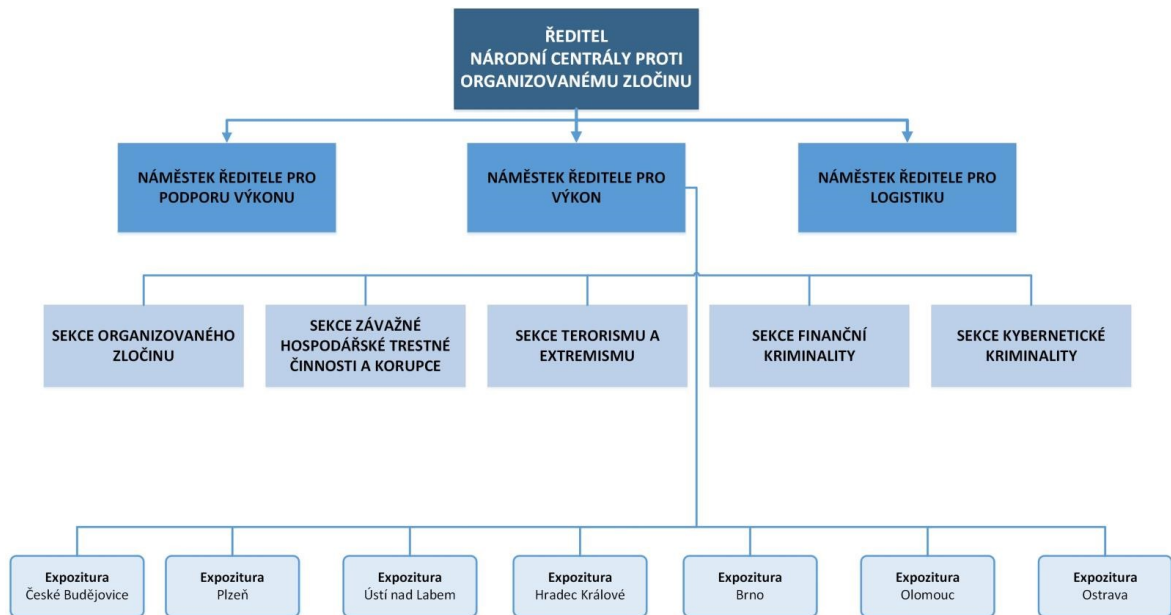 ŘEDITEL
NÁRODNÍ CENTRÁLY PROTI
ORGANIZOVANÉMU ZLOČINU
NÁMĚSTEK ŘEDITELE PRO
PODPORU VÝKONU
NÁMĚSTEK ŘEDITELE PRO
VÝKON
NÁMĚSTEK ŘEDITELE PRO
LOGISTIKU
SEKCE ORGANIZOVANÉHO
ZLOČINU
SEKCE ZÁVAŽNÉ
HOSPODÁŘSKÉ TRESTNÉ
ČINNOSTI A KORUPCE
SEKCE TERORISMU A
EXTREMISMU
SEKCE FINANČNÍ
KRIMINALITY
SEKCE KYBERNETICKÉ
KRIMINALITY
Expozitura
České Budějovice
Expozitura
Plzeň
Expozitura
Ústí nad Labem
Expozitura
Hradec Králové
Expozitura
Brno
Expozitura
Olomouc
Expozitura
Ostrava